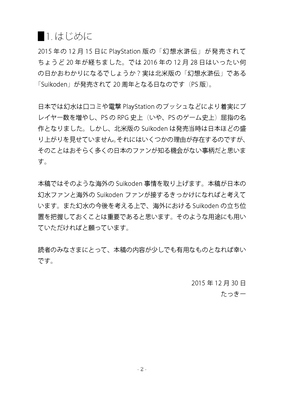 ■1. はじめに
2015 年の 12 月 15 日に PlayStation 版の「幻想水滸伝」が発売されて
ちょうど 20 年が経ちました。では 2016 年の 12 月 28 日はいったい何
の日かおわかりになるでしょうか？実は北米版の「幻想水滸伝」である
「Suikoden」が発売されて 20 周年となる日なのです（PS 版）。
日本では幻水は口コミや電撃 PlayStation のプッシュなどにより着実にプ
レイヤー数を増やし、PS の RPG 史上（いや、PS のゲーム史上）屈指の名
作となりました。しかし、北米版の Suikoden は発売当時は日本ほどの盛
り上がりを見せていません。それにはいくつかの理由が存在するのですが、
そのことはおそらく多くの日本のファンが知る機会がない事柄だと思いま
す。
本稿ではそのような海外の Suikoden 事情を取り上げます。本稿が日本の
幻水ファンと海外の Suikoden ファンが接するきっかけになればと考えて
います。また幻水の今後を考える上で、海外における Suikoden の立ち位
置を把握しておくことは重要であると思います。そのような用途にも用い
ていただければと願っています。
読者のみなさまにとって、本稿の内容が少しでも有用なものとなれば幸い
です。
2015 年 12 月 30 日
たっきー
- 2 -